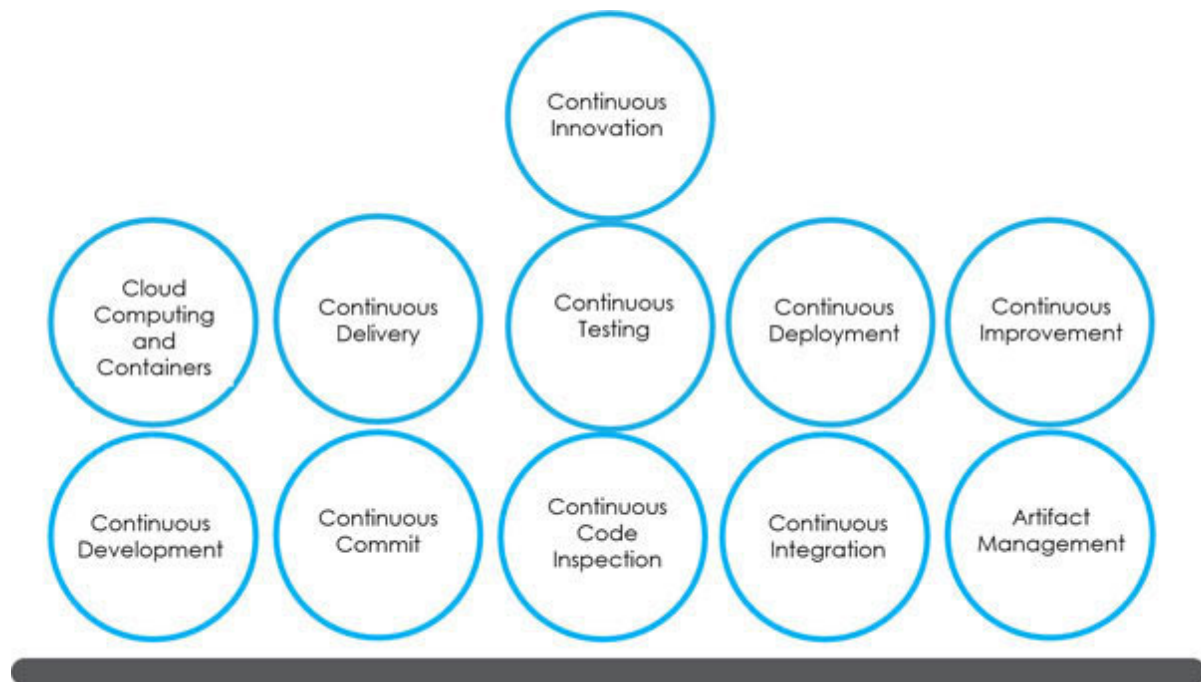 Continuous
Innovation
Cloud
Computing
and
Containers
Continuous
Delivery
Continuous
Testing
Continuous
Deployment
Continuous
Improvement
Continuous
Development
Continuous
Commit
Continuous
Code
Inspection
Continuous
Integration
Artifact
Management